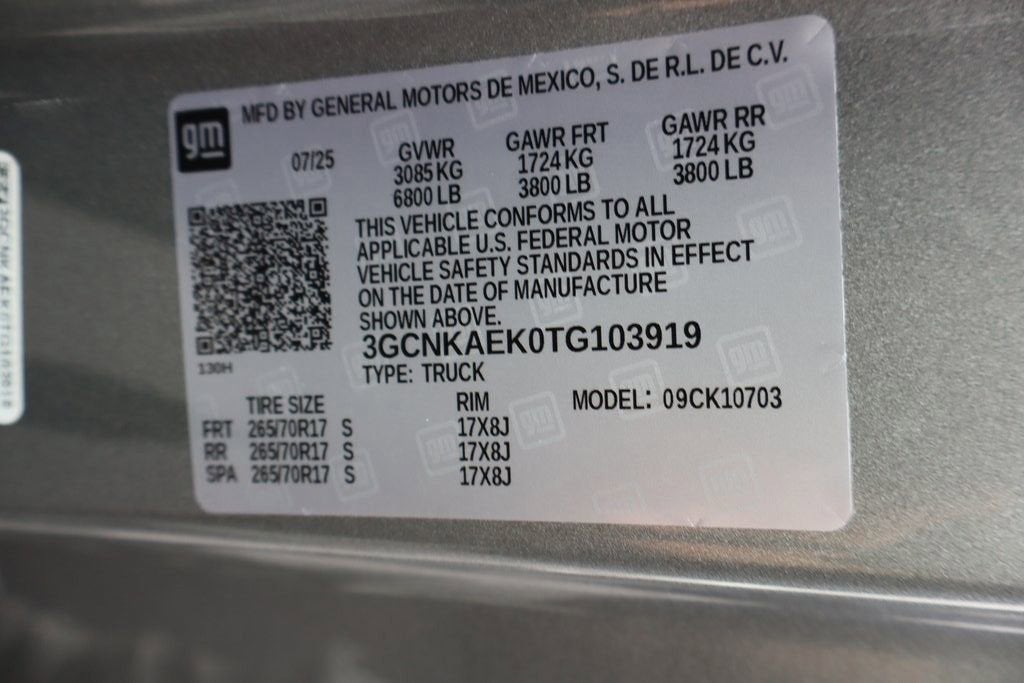 gm
MFD BY GENERAL MOTORS DE MEXICO, S. DE R.L. DE C.V.
07/25
GVWR GAWR FRT GAWR RR
3085 KG 1724 KG 1724 KG
6800 LB 3800 LB 3800 LB
THIS VEHICLE CONFORMS TO ALL
APPLICABLE U.S. FEDERAL MOTOR
VEHICLE SAFETY STANDARDS IN EFFECT
ON THE DATE OF MANUFACTURE
SHOWN ABOVE.
3GCNKAEK0TG103919
130H
TYPE: TRUCK
TIRE SIZE RIM MODEL: 09CK10703
FRT 265/70R17 S 17X8J
RR 265/70R17 S 17X8J
SPA 265/70R17 S 17X8J